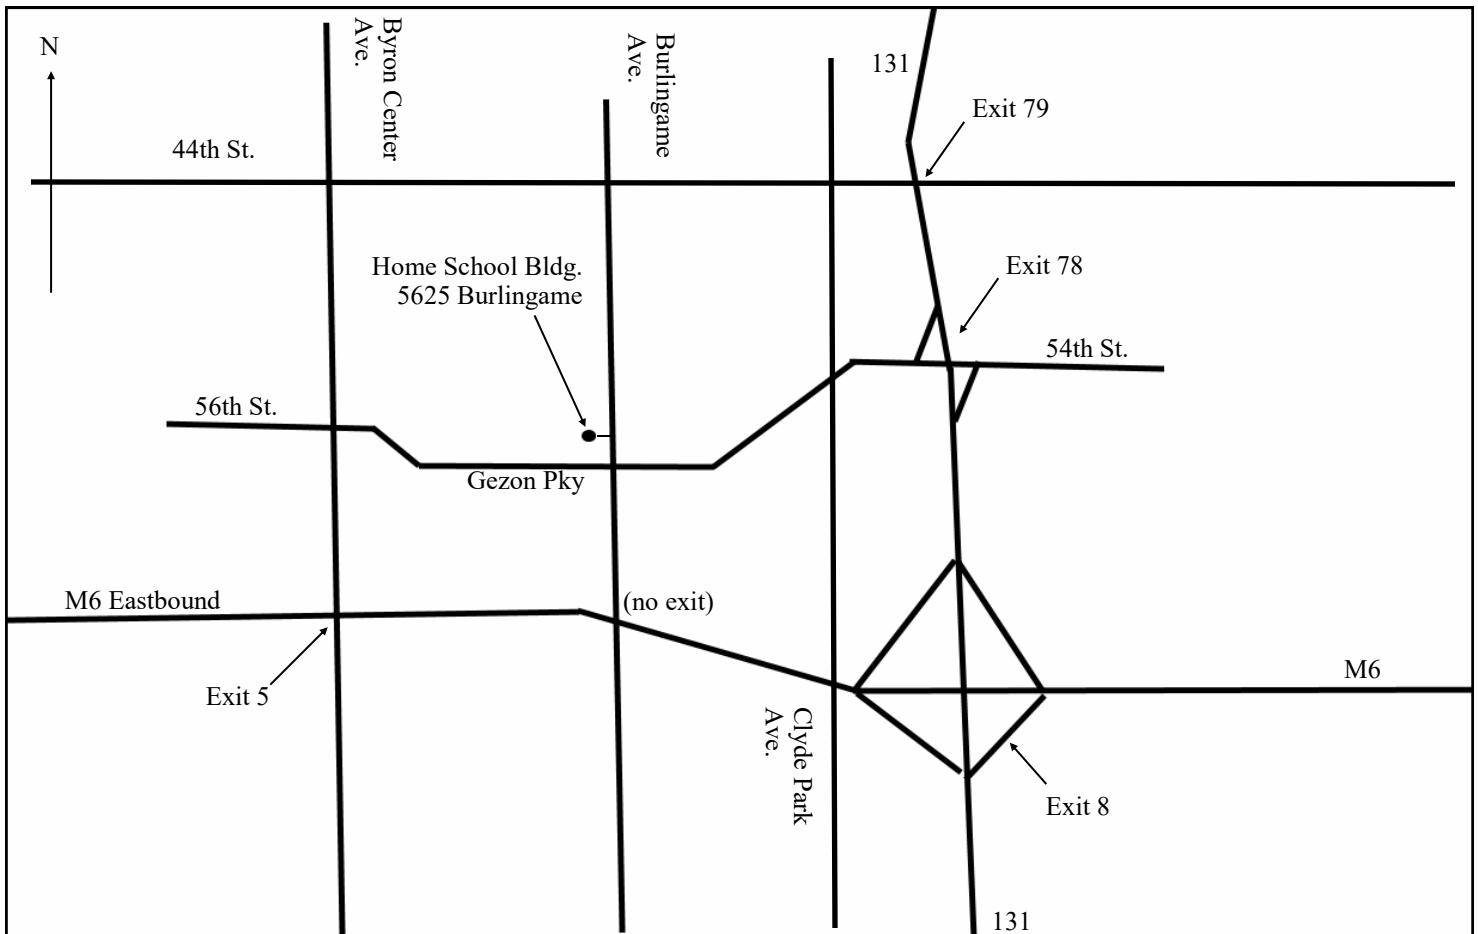 N
Byron Center
Ave.
Burlingame
Ave.
131
Exit 79
44th St.
Home School Bldg.
5625 Burlingame
Exit 78
54th St.
56th St.
Gezon Pky
M6 Eastbound
(no exit)
M6
Exit 5
Clyde Park
Ave.
Exit 8
131